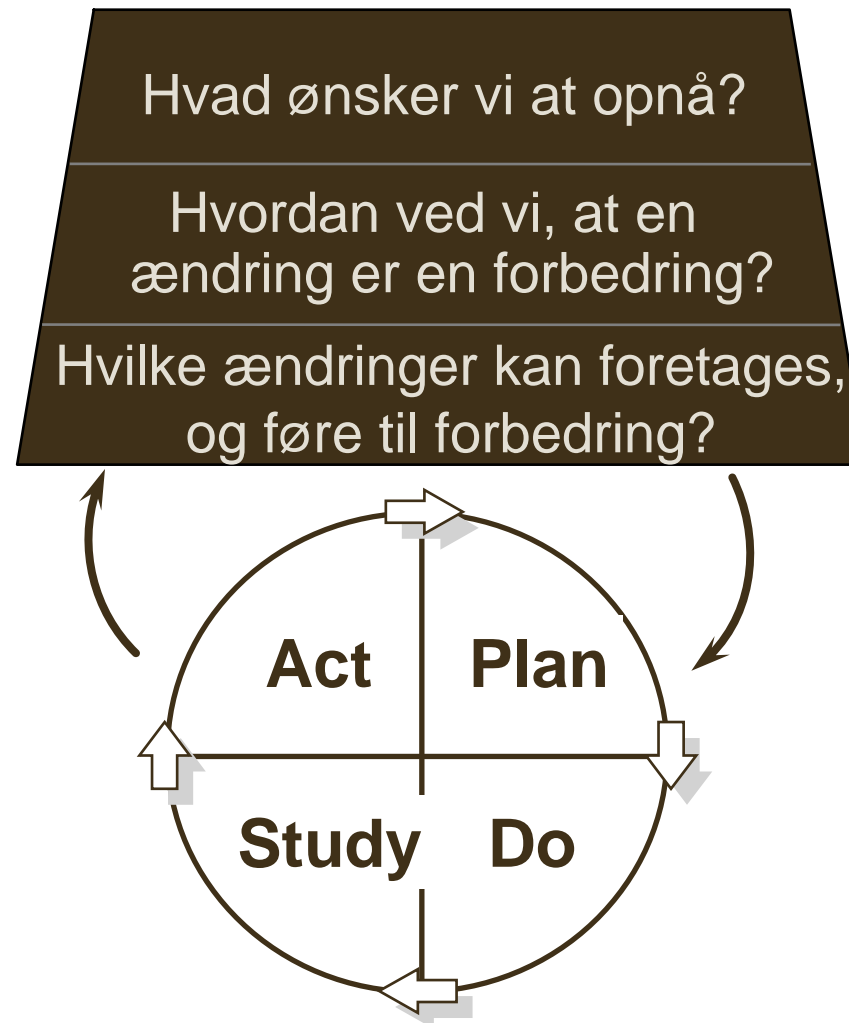 Hvad ønsker vi at opnå?
Hvordan ved vi, at en
ændring er en forbedring?
Hvilke ændringer kan foretages,
og føre til forbedring?
Act Plan
Study Do